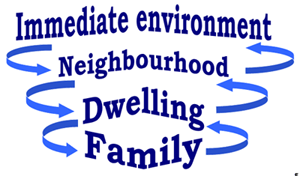 Immediate environment
Neighbourhood
Dwelling
Family